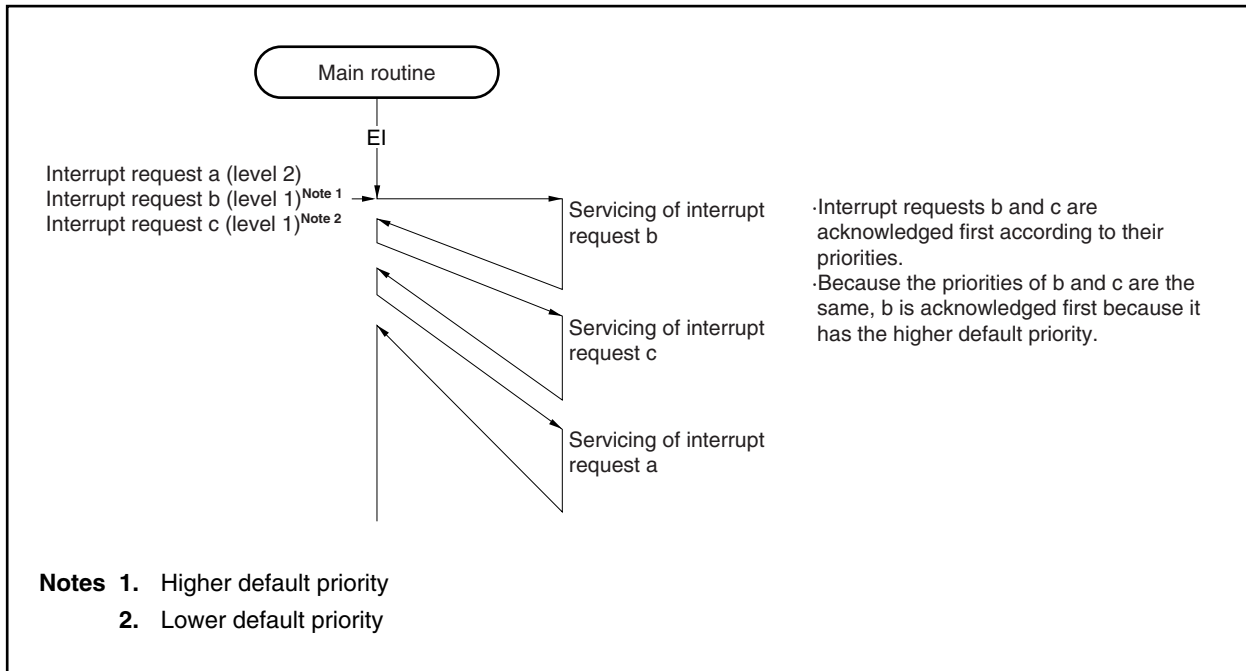 Main routine
EI
Interrupt request a (level 2)
Interrupt request b (level 1)Note 1
Interrupt request c (level 1)Note 2
Servicing of interrupt
request b
·Interrupt requests b and c are
acknowledged first according to their
priorities.
·Because the priorities of b and c are the
same, b is acknowledged first because it
has the higher default priority.
Servicing of interrupt
request c
Servicing of interrupt
request a
Notes 1. Higher default priority
2. Lower default priority